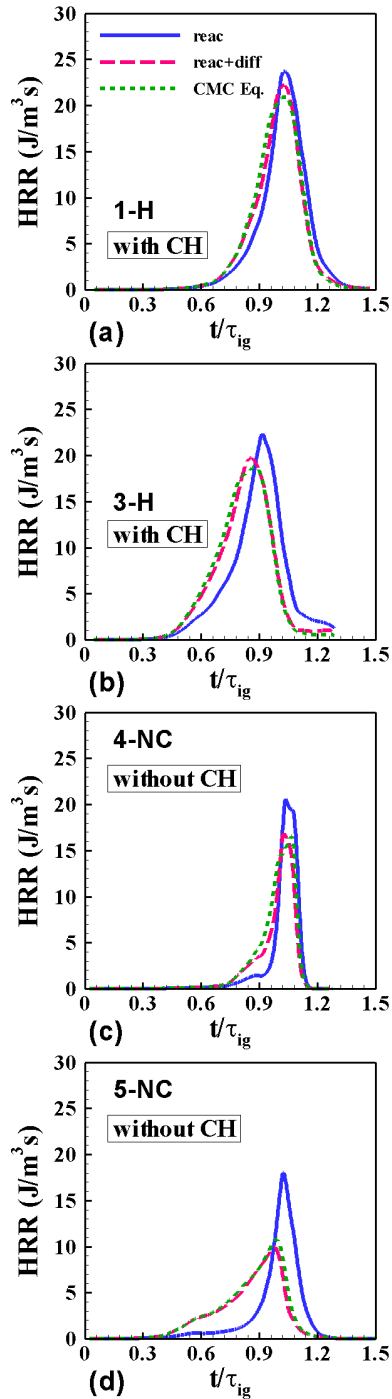 30
25
20
15
10
5
0
HRR (J/m³s)
reac
reac+diff
CMC Eq.
1-H
with CH
0 0.3 0.6 0.9 1.2 1.5
(a)
t/τig
30
25
20
15
10
5
0
HRR (J/m³s)
3-H
with CH
0 0.3 0.6 0.9 1.2 1.5
(b)
t/τig
30
25
20
15
10
5
0
HRR (J/m³s)
4-NC
without CH
0 0.3 0.6 0.9 1.2 1.5
(c)
t/τig
30
25
20
15
10
5
0
HRR (J/m³s)
5-NC
without CH
0 0.3 0.6 0.9 1.2 1.5
(d)
t/τig